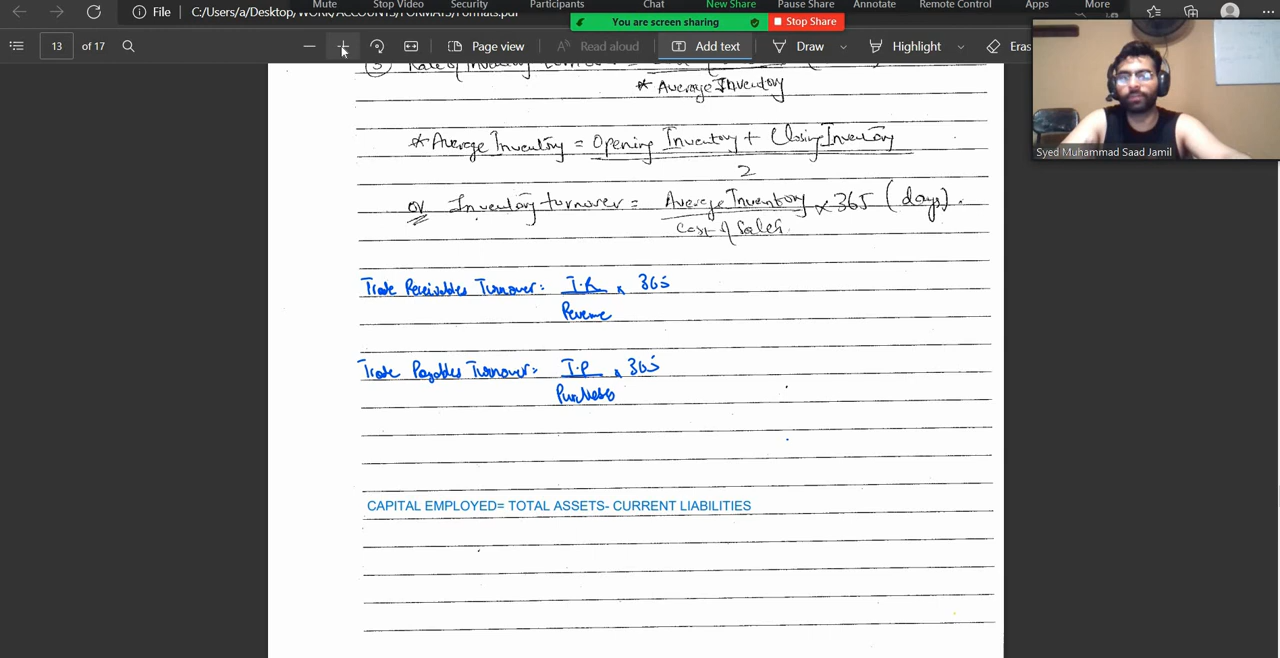 Mute Stop Video Security Participants Chat New Share Pause Share Annotate Remote Control Apps More
File C:/Users/a/Desktop/
You are screen sharing Stop Share
13 of 17 Page view Read aloud Add text Draw Highlight Eras
Syed Muhammad Saad Jamil
* Average Inventory
* Average Inventory = Opening Inventory + Closing Inventory
2
or Inventory turnover = Average Inventory x 365 (days).
Cost of Sales.
Trade Receivables Turnover: T.R x 365
Revenue
Trade Payables Turnover: T.P x 365
Purchases
CAPITAL EMPLOYED= TOTAL ASSETS- CURRENT LIABILITIES